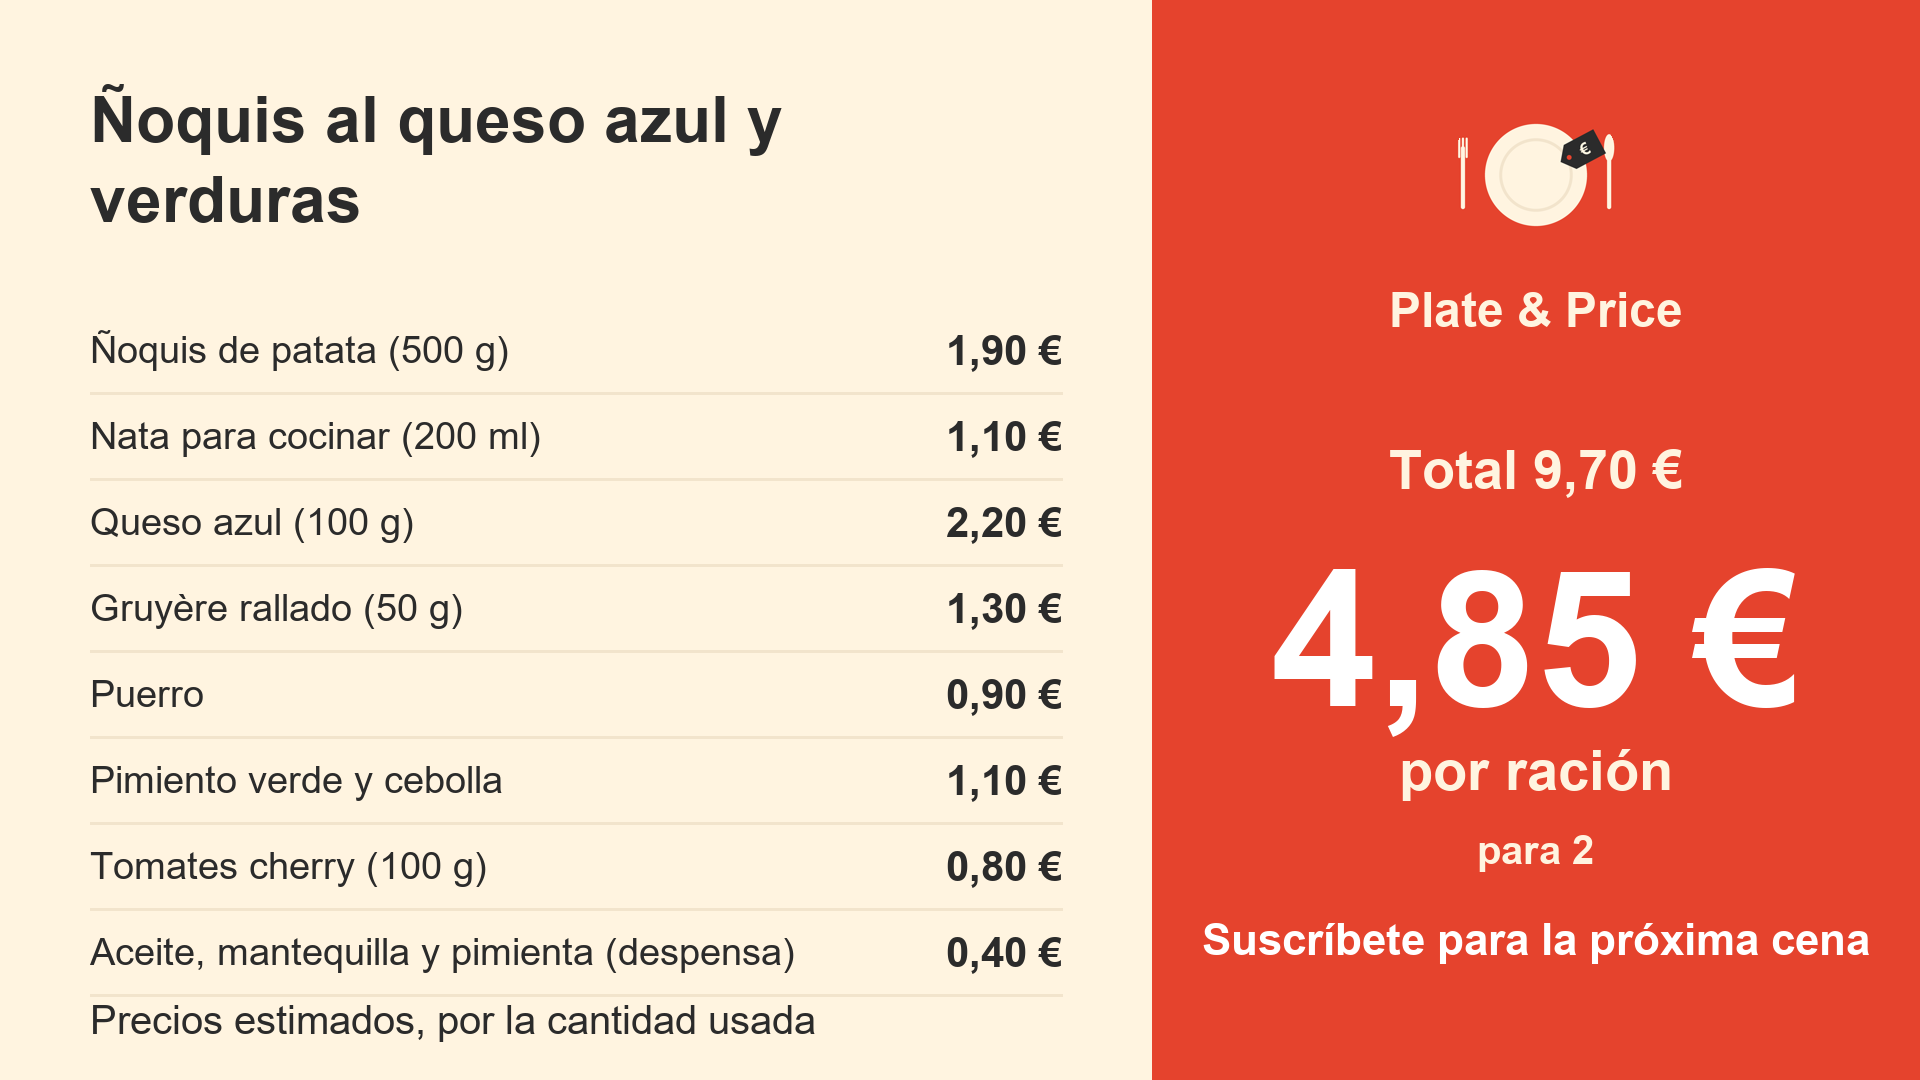 Ñoquis al queso azul y
verduras
Ñoquis de patata (500 g) 1,90 €
Nata para cocinar (200 ml) 1,10 €
Queso azul (100 g) 2,20 €
Gruyère rallado (50 g) 1,30 €
Puerro 0,90 €
Pimiento verde y cebolla 1,10 €
Tomates cherry (100 g) 0,80 €
Aceite, mantequilla y pimienta (despensa) 0,40 €
Precios estimados, por la cantidad usada
€
Plate & Price
Total 9,70 €
4,85 €
por ración
para 2
Suscríbete para la próxima cena